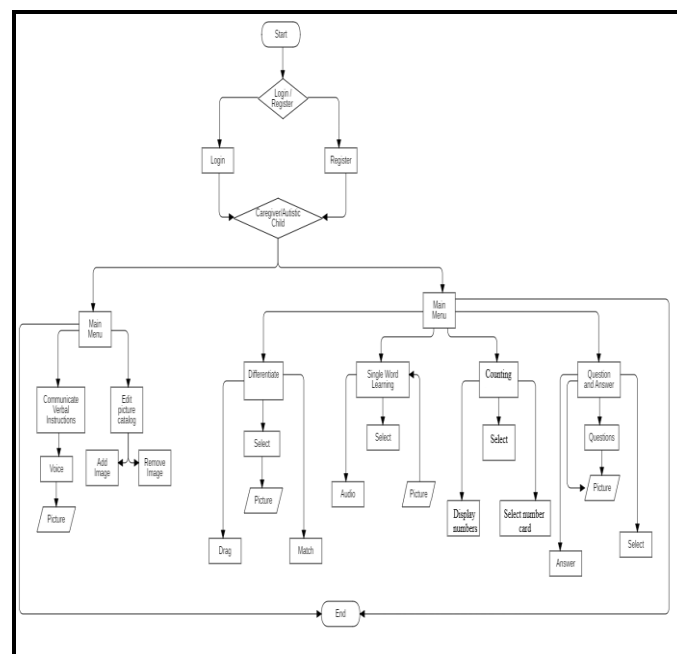 Start
Login /
Register
Login
Register
Caregiver/Autistic
Child
Main
Menu
Main
Menu
Communicate
Verbal
Instructions
Edit
picture
catalog
Differentiate
Single Word
Learning
Counting
Question
and Answer
Voice
Add
Image
Remove
Image
Select
Select
Select
Questions
Picture
Picture
Audio
Picture
Display
numbers
Select number
card
Picture
Drag
Match
Answer
Select
End